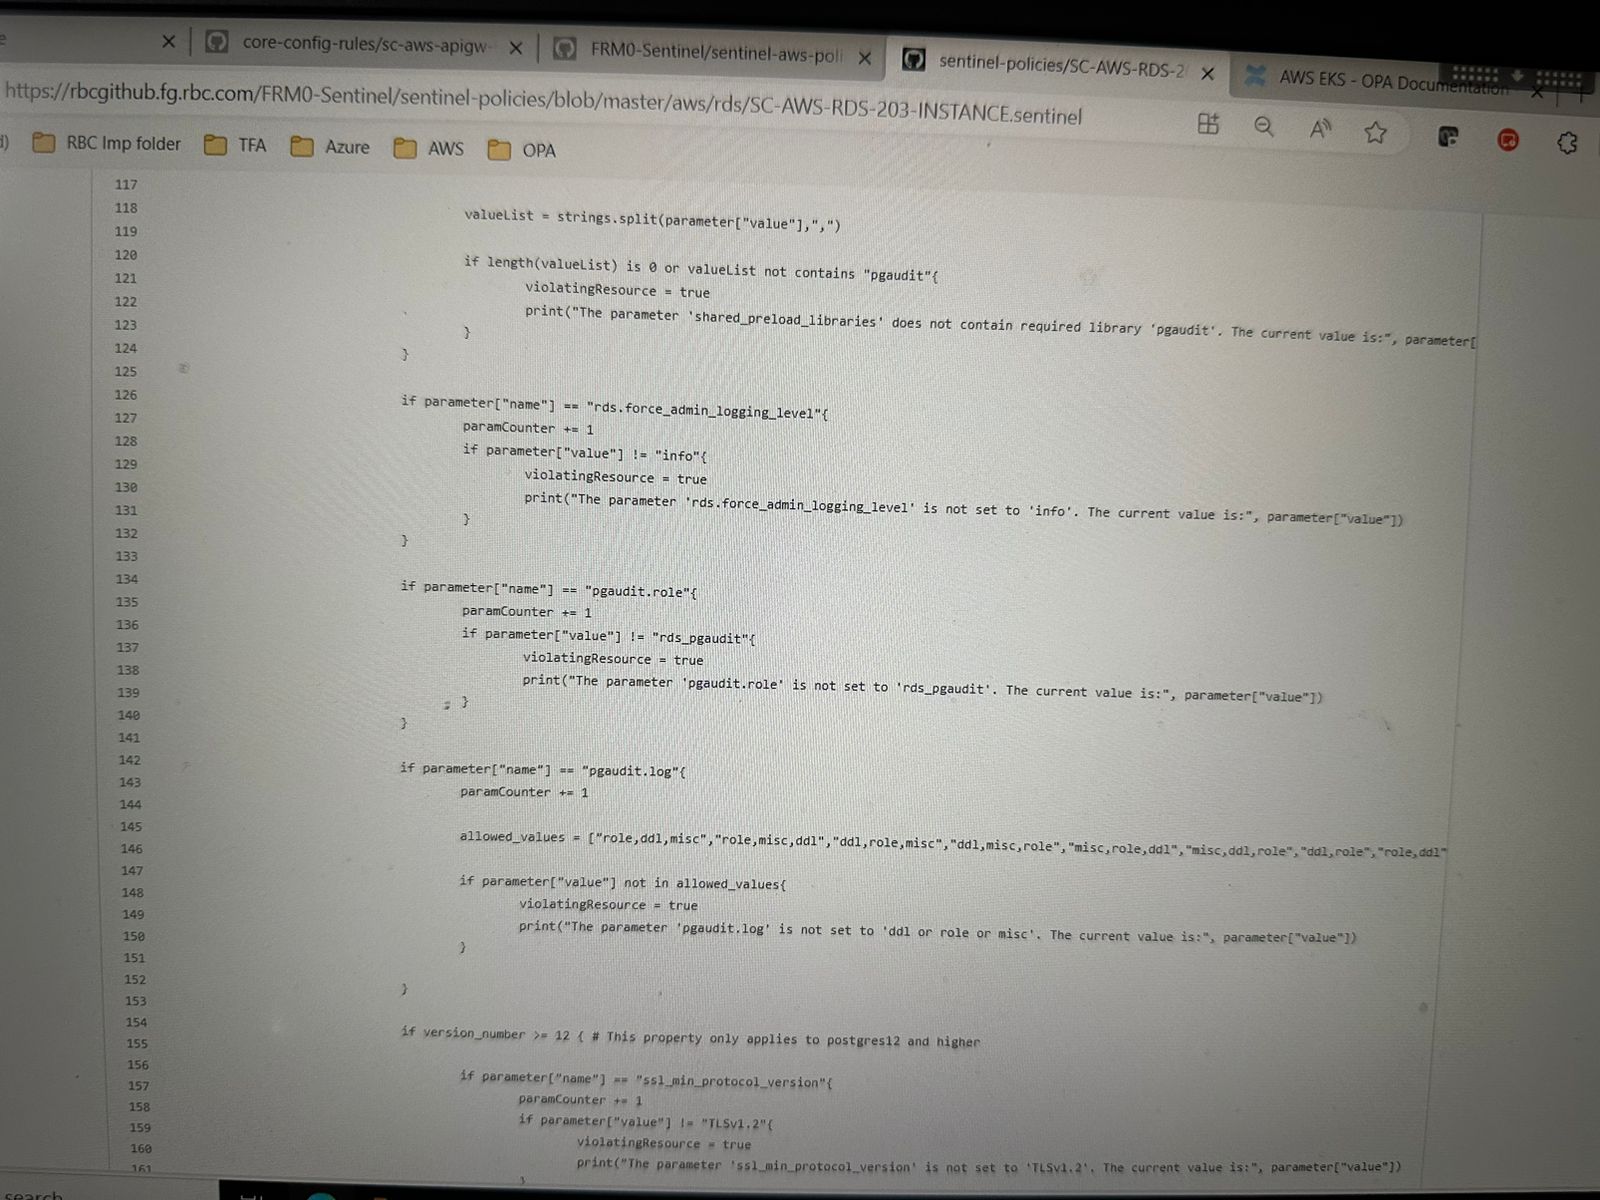 core-config-rules/sc-aws-apigw-
FRM0-Sentinel/sentinel-aws-poli
sentinel-policies/SC-AWS-RDS-2
AWS EKS - OPA Documentation
https://rbcgithub.fg.rbc.com/FRM0-Sentinel/sentinel-policies/blob/master/aws/rds/SC-AWS-RDS-203-INSTANCE.sentinel
RBC Imp folder TFA Azure AWS OPA
117
118 valueList = strings.split(parameter["value"],",")
119
120 if length(valueList) is 0 or valueList not contains "pgaudit"{
121 violatingResource = true
122 print("The parameter 'shared_preload_libraries' does not contain required library 'pgaudit'. The current value is:", parameter[
123 }
124 }
125
126 if parameter["name"] == "rds.force_admin_logging_level"{
127 paramCounter += 1
128 if parameter["value"] != "info"{
129 violatingResource = true
130 print("The parameter 'rds.force_admin_logging_level' is not set to 'info'. The current value is:", parameter["value"])
131 }
132 }
133
134 if parameter["name"] == "pgaudit.role"{
135 paramCounter += 1
136 if parameter["value"] != "rds_pgaudit"{
137 violatingResource = true
138 print("The parameter 'pgaudit.role' is not set to 'rds_pgaudit'. The current value is:", parameter["value"])
139 }
140 }
141
142 if parameter["name"] == "pgaudit.log"{
143 paramCounter += 1
144
145 allowed_values = ["role,ddl,misc","role,misc,ddl","ddl,role,misc","ddl,misc,role","misc,role,ddl","misc,ddl,role","ddl,role","role,ddl"
146
147 if parameter["value"] not in allowed_values{
148 violatingResource = true
149 print("The parameter 'pgaudit.log' is not set to 'ddl or role or misc'. The current value is:", parameter["value"])
150 }
151
152 }
153
154 if version_number >= 12 { # This property only applies to postgres12 and higher
155
156 if parameter["name"] == "ssl_min_protocol_version"{
157 paramCounter += 1
158 if parameter["value"] != "TLSv1.2"{
159 violatingResource = true
160 print("The parameter 'ssl_min_protocol_version' is not set to 'TLSv1.2'. The current value is:", parameter["value"])
161 }
search